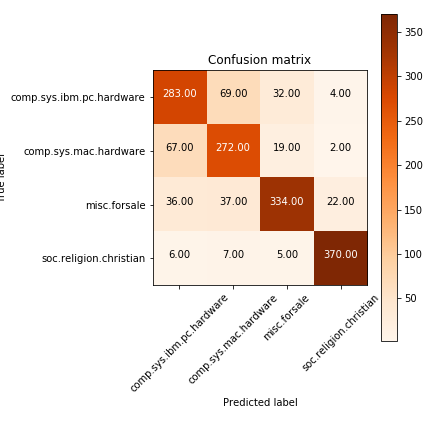 Confusion matrix
comp.sys.ibm.pc.hardware 283.00 69.00 32.00 4.00
comp.sys.mac.hardware 67.00 272.00 19.00 2.00
misc.forsale 36.00 37.00 334.00 22.00
soc.religion.christian 6.00 7.00 5.00 370.00
comp.sys.ibm.pc.hardware
comp.sys.mac.hardware
misc.forsale
soc.religion.christian
Predicted label
350
300
250
200
150
100
50